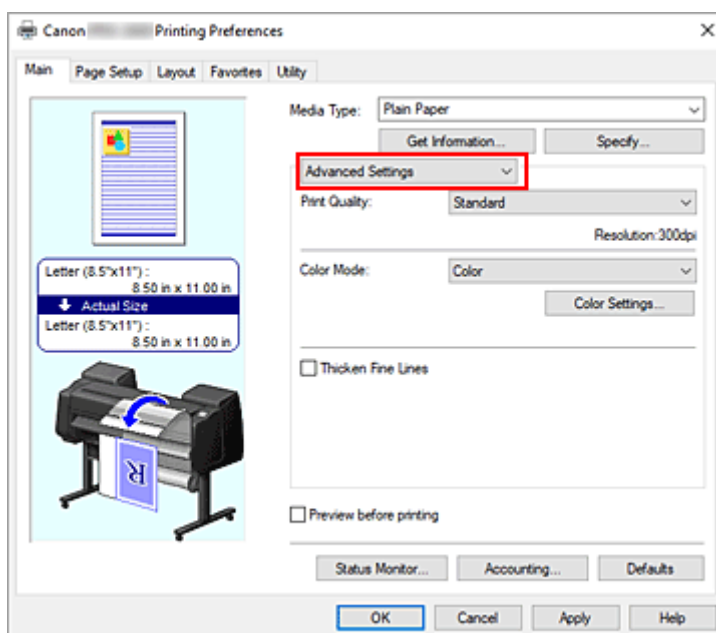 Canon Printing Preferences
Main Page Setup Layout Favorites Utility
Media Type: Plain Paper
Get Information... Specify...
Advanced Settings
Print Quality: Standard
Resolution:300dpi
Letter (8.5"x11") :
8.50 in x 11.00 in
Actual Size
Letter (8.5"x11") :
8.50 in x 11.00 in
Color Mode: Color
Color Settings...
Thicken Fine Lines
R
Preview before printing
Status Monitor... Accounting... Defaults
OK Cancel Apply Help